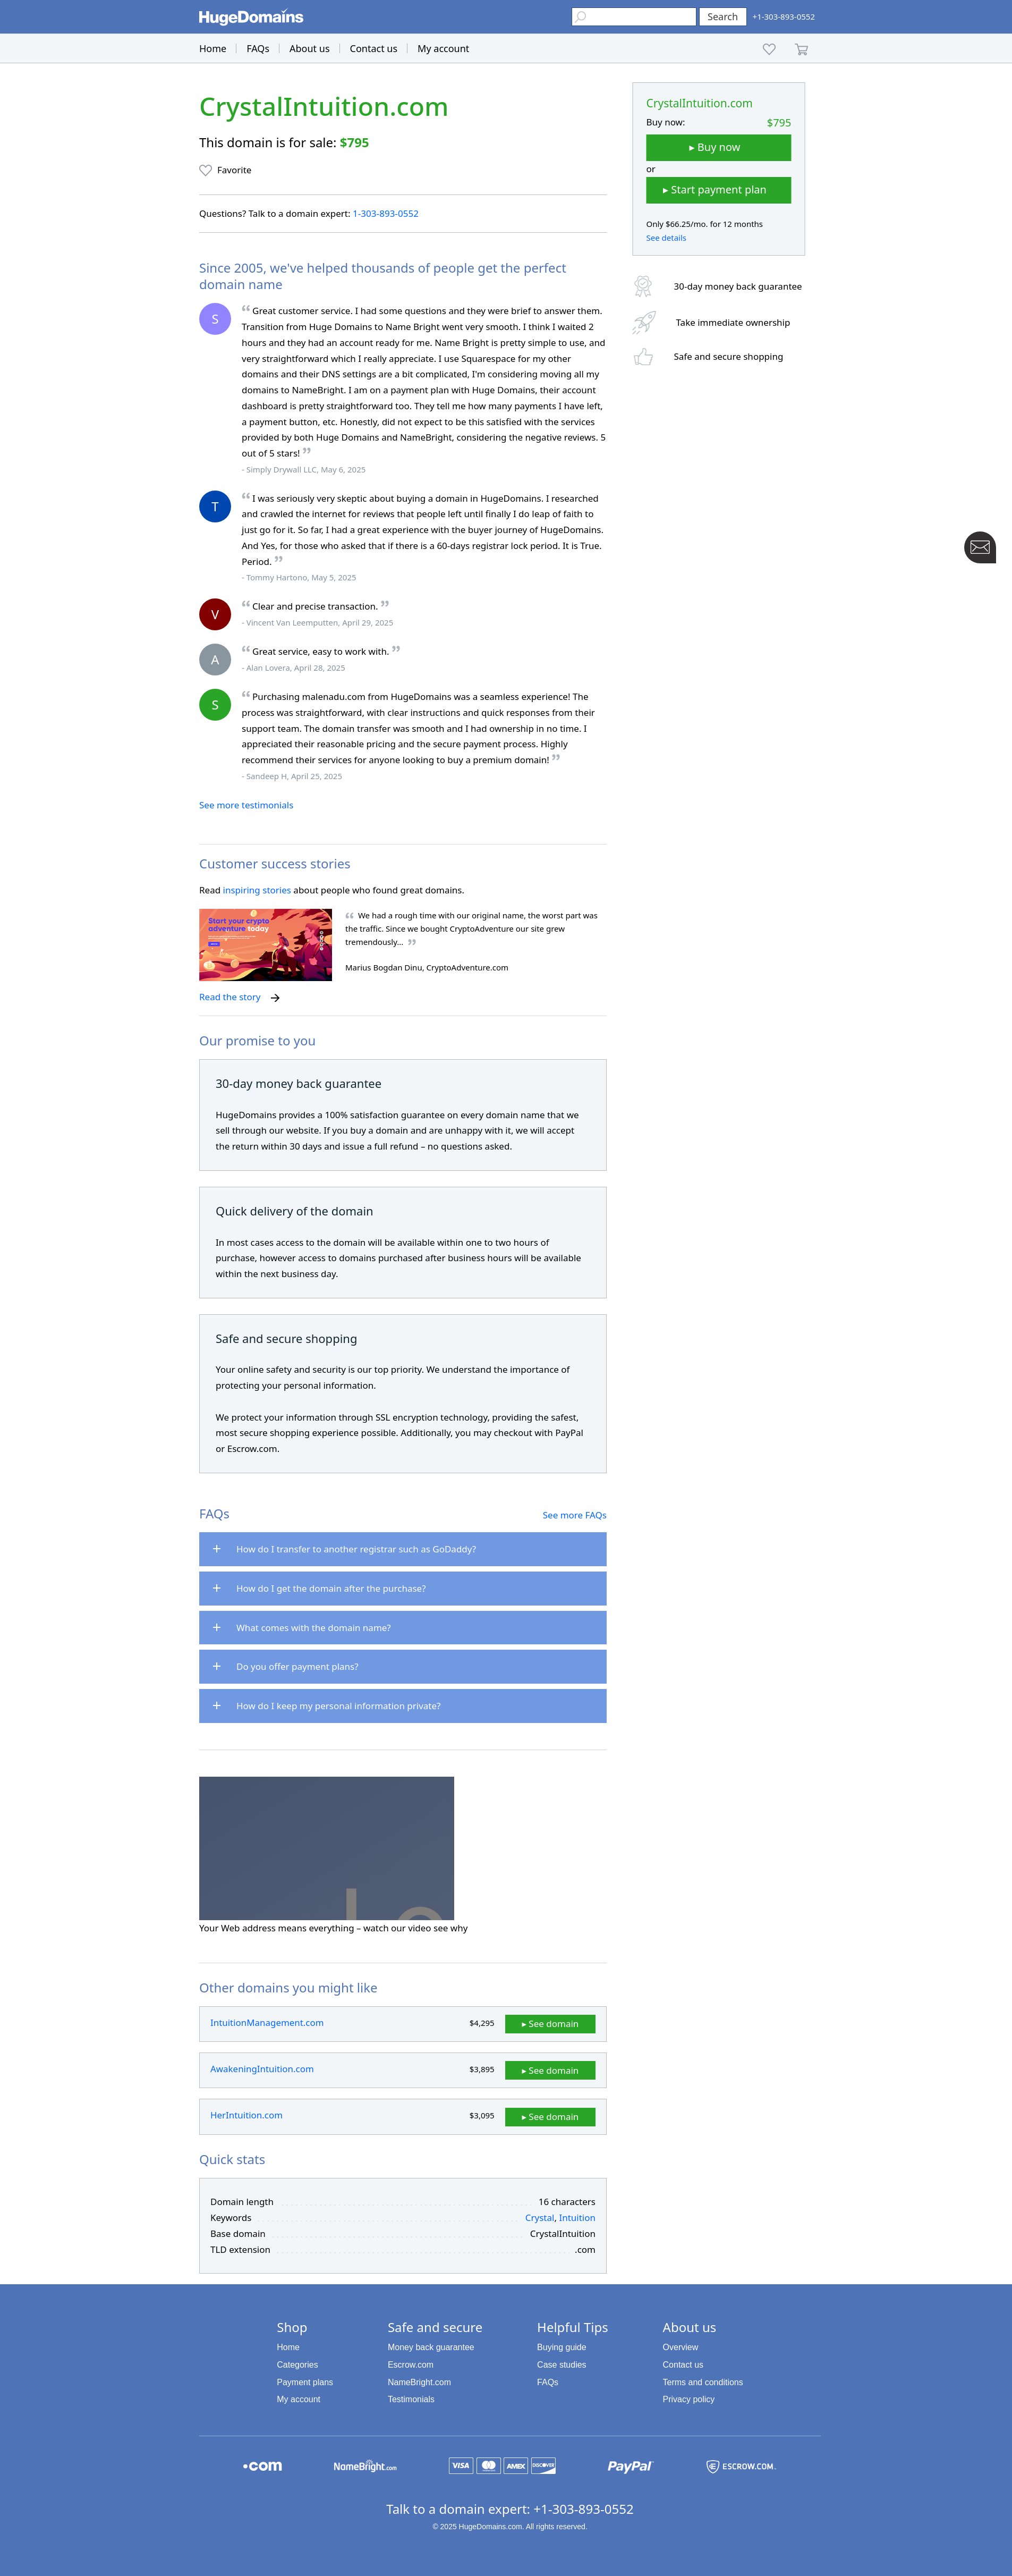 HugeDomains
Search
+1-303-893-0552
Home
FAQs
About us
Contact us
My account
CrystalIntuition.com
This domain is for sale: $795
Favorite
Questions? Talk to a domain expert: 1-303-893-0552
CrystalIntuition.com
Buy now:
$795
▸ Buy now
or
▸ Start payment plan
Only $66.25/mo. for 12 months
See details
30-day money back guarantee
Take immediate ownership
Safe and secure shopping
Since 2005, we've helped thousands of people get the perfect
domain name
S
“ Great customer service. I had some questions and they were brief to answer them.
Transition from Huge Domains to Name Bright went very smooth. I think I waited 2
hours and they had an account ready for me. Name Bright is pretty simple to use, and
very straightforward which I really appreciate. I use Squarespace for my other
domains and their DNS settings are a bit complicated, I'm considering moving all my
domains to NameBright. I am on a payment plan with Huge Domains, their account
dashboard is pretty straightforward too. They tell me how many payments I have left,
a payment button, etc. Honestly, did not expect to be this satisfied with the services
provided by both Huge Domains and NameBright, considering the negative reviews. 5
out of 5 stars! ”
- Simply Drywall LLC, May 6, 2025
T
“ I was seriously very skeptic about buying a domain in HugeDomains. I researched
and crawled the internet for reviews that people left until finally I do leap of faith to
just go for it. So far, I had a great experience with the buyer journey of HugeDomains.
And Yes, for those who asked that if there is a 60-days registrar lock period. It is True.
Period. ”
- Tommy Hartono, May 5, 2025
V
“ Clear and precise transaction. ”
- Vincent Van Leemputten, April 29, 2025
A
“ Great service, easy to work with. ”
- Alan Lovera, April 28, 2025
S
“ Purchasing malenadu.com from HugeDomains was a seamless experience! The
process was straightforward, with clear instructions and quick responses from their
support team. The domain transfer was smooth and I had ownership in no time. I
appreciated their reasonable pricing and the secure payment process. Highly
recommend their services for anyone looking to buy a premium domain! ”
- Sandeep H, April 25, 2025
See more testimonials
Customer success stories
Read inspiring stories about people who found great domains.
Start your crypto
adventure today
“ We had a rough time with our original name, the worst part was
the traffic. Since we bought CryptoAdventure our site grew
tremendously... ”
Marius Bogdan Dinu, CryptoAdventure.com
Read the story
Our promise to you
30-day money back guarantee
HugeDomains provides a 100% satisfaction guarantee on every domain name that we
sell through our website. If you buy a domain and are unhappy with it, we will accept
the return within 30 days and issue a full refund – no questions asked.
Quick delivery of the domain
In most cases access to the domain will be available within one to two hours of
purchase, however access to domains purchased after business hours will be available
within the next business day.
Safe and secure shopping
Your online safety and security is our top priority. We understand the importance of
protecting your personal information.
We protect your information through SSL encryption technology, providing the safest,
most secure shopping experience possible. Additionally, you may checkout with PayPal
or Escrow.com.
FAQs
See more FAQs
+ How do I transfer to another registrar such as GoDaddy?
+ How do I get the domain after the purchase?
+ What comes with the domain name?
+ Do you offer payment plans?
+ How do I keep my personal information private?
Your Web address means everything – watch our video see why
Other domains you might like
IntuitionManagement.com $4,295 ▸ See domain
AwakeningIntuition.com $3,895 ▸ See domain
HerIntuition.com $3,095 ▸ See domain
Quick stats
Domain length 16 characters
Keywords Crystal, Intuition
Base domain CrystalIntuition
TLD extension .com
Shop
Home
Categories
Payment plans
My account
Safe and secure
Money back guarantee
Escrow.com
NameBright.com
Testimonials
Helpful Tips
Buying guide
Case studies
FAQs
About us
Overview
Contact us
Terms and conditions
Privacy policy
•com
NameBright.com
VISA
AMEX
DISCOVER
PayPal
ESCROW.COM
Talk to a domain expert: +1-303-893-0552
© 2025 HugeDomains.com. All rights reserved.